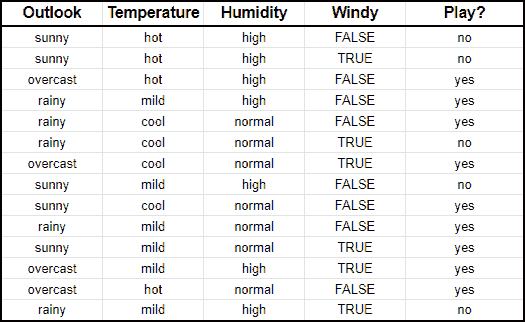 Outlook Temperature Humidity Windy Play?
sunny hot high FALSE no
sunny hot high TRUE no
overcast hot high FALSE yes
rainy mild high FALSE yes
rainy cool normal FALSE yes
rainy cool normal TRUE no
overcast cool normal TRUE yes
sunny mild high FALSE no
sunny cool normal FALSE yes
rainy mild normal FALSE yes
sunny mild normal TRUE yes
overcast mild high TRUE yes
overcast hot normal FALSE yes
rainy mild high TRUE no